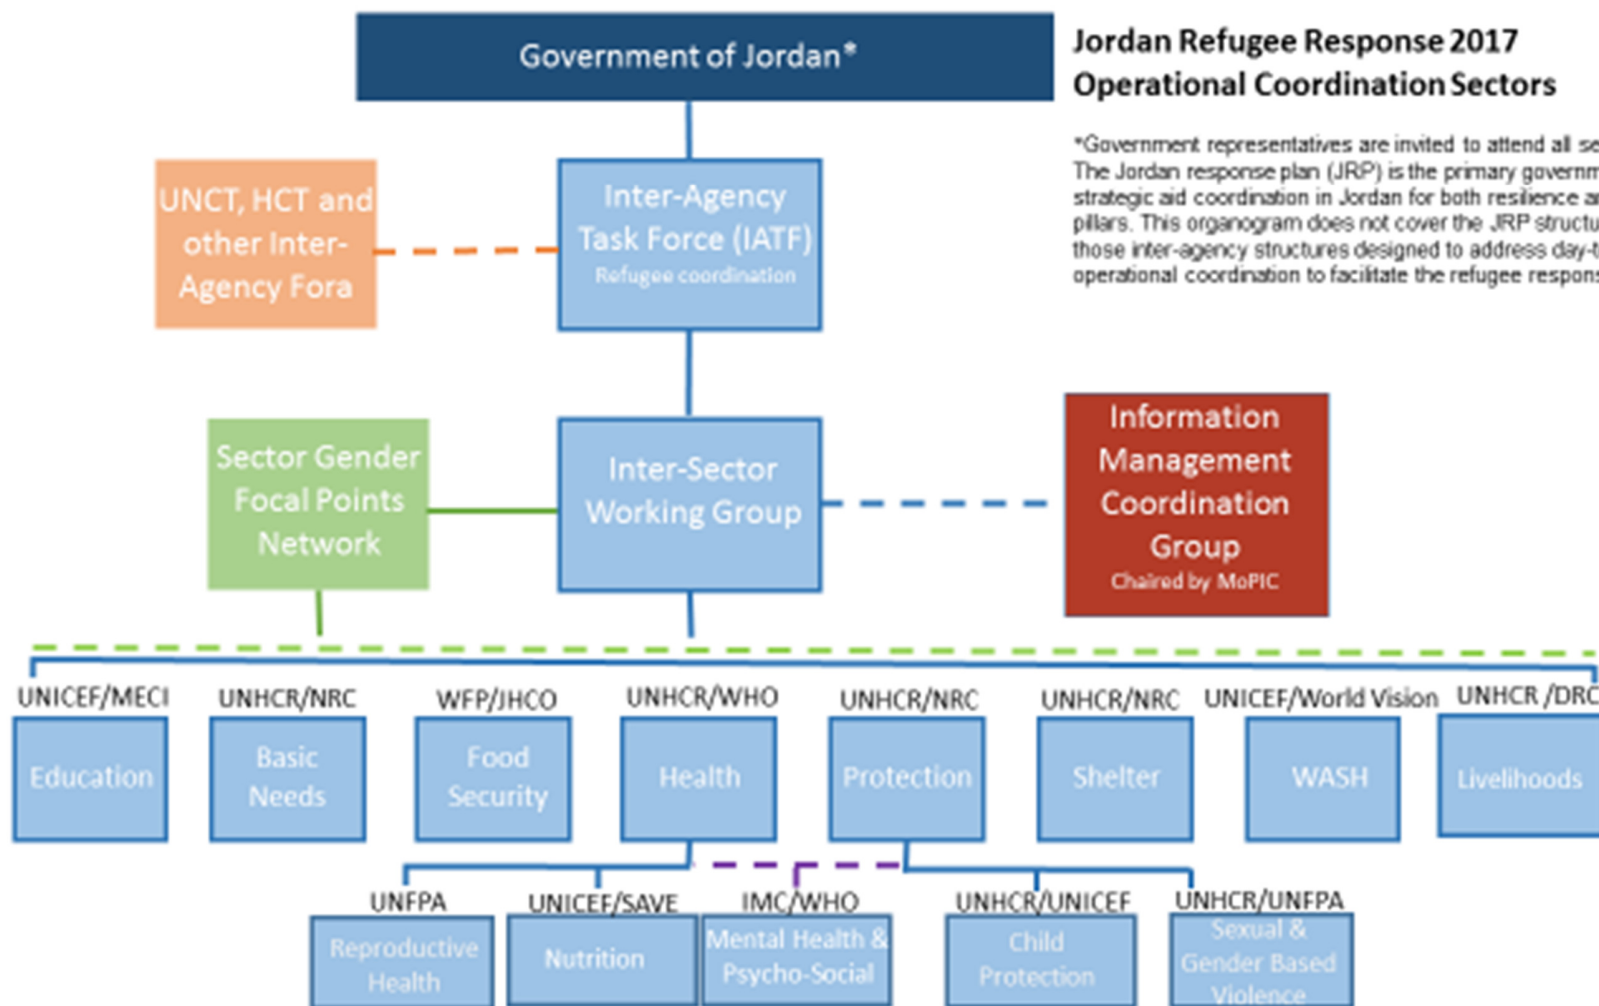 Government of Jordan*
Jordan Refugee Response 2017
Operational Coordination Sectors
*Government representatives are invited to attend all se
The Jordan response plan (JRP) is the primary governm
strategic aid coordination in Jordan for both resilience a
pillars. This organogram does not cover the JRP structu
those inter-agency structures designed to address day-t
operational coordination to facilitate the refugee respons
UNCT, HCT and
other Inter-
Agency Fora
Inter-Agency
Task Force (IATF)
Refugee coordination
Sector Gender
Focal Points
Network
Inter-Sector
Working Group
Information
Management
Coordination
Group
Chaired by MoPIC
UNICEF/MECI
Education
UNHCR/NRC
Basic
Needs
WFP/JHCO
Food
Security
UNHCR/WHO
Health
UNHCR/NRC
Protection
UNHCR/NRC
Shelter
UNICEF/World Vision
WASH
UNHCR /DRC
Livelihoods
UNFPA
Reproductive
Health
UNICEF/SAVE
Nutrition
IMC/WHO
Mental Health &
Psycho-Social
UNHCR/UNICEF
Child
Protection
UNHCR/UNFPA
Sexual &
Gender Based
Violence